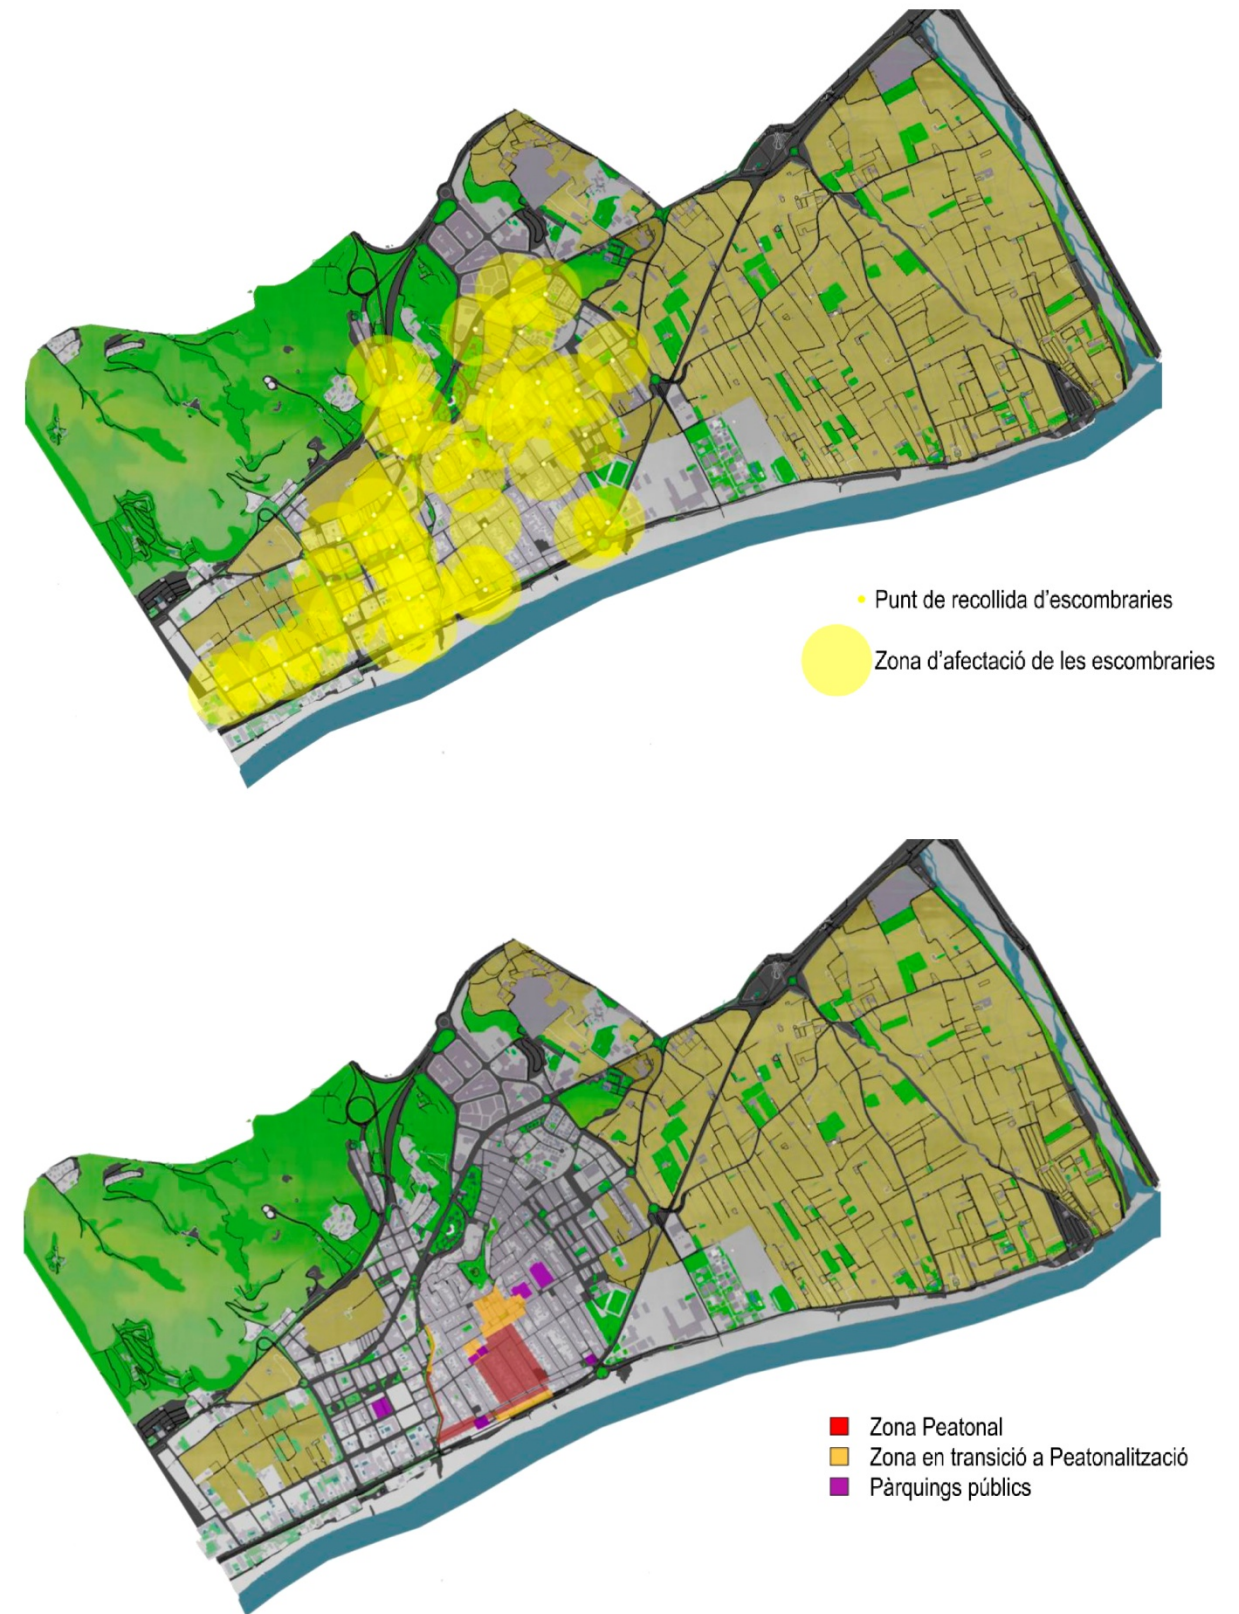 Punt de recollida d’escombraries
Zona d’afectació de les escombraries
Zona Peatonal
Zona en transició a Peatonalització
Pàrquings públics